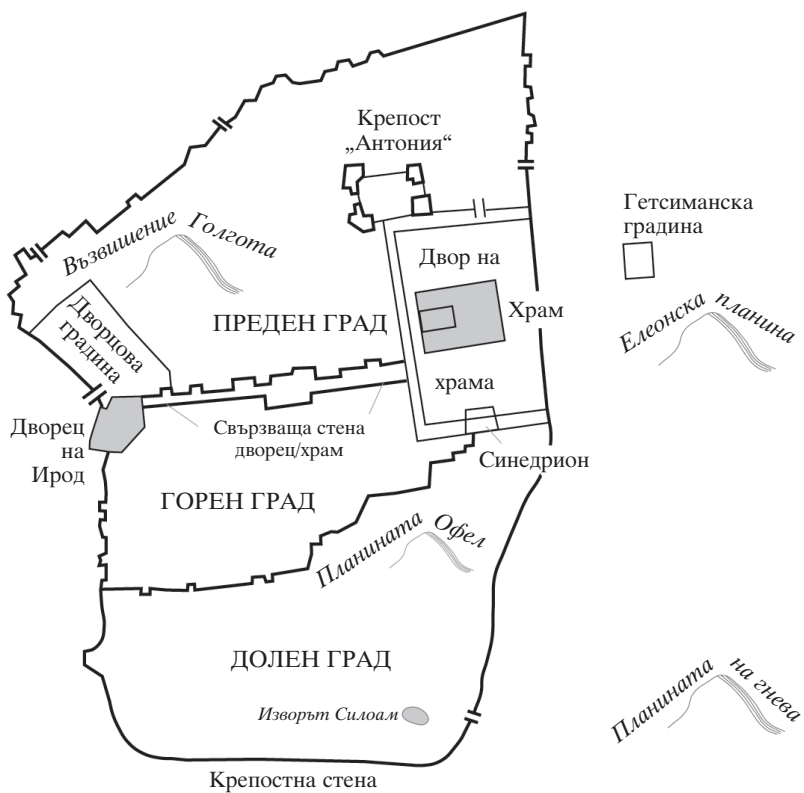 Крепост
„Антония“
Гетсиманска
градина
Възвишение Голгота
Двор на
Храм
Елеонска планина
ПРЕДЕН ГРАД
Дворцова
градина
храма
Дворец
на
Ирод
Свързваща стена
дворец/храм
Синедрион
ГОРЕН ГРАД
Планината Офел
ДОЛЕН ГРАД
Планината на гнева
Изворът Силоам
Крепостна стена